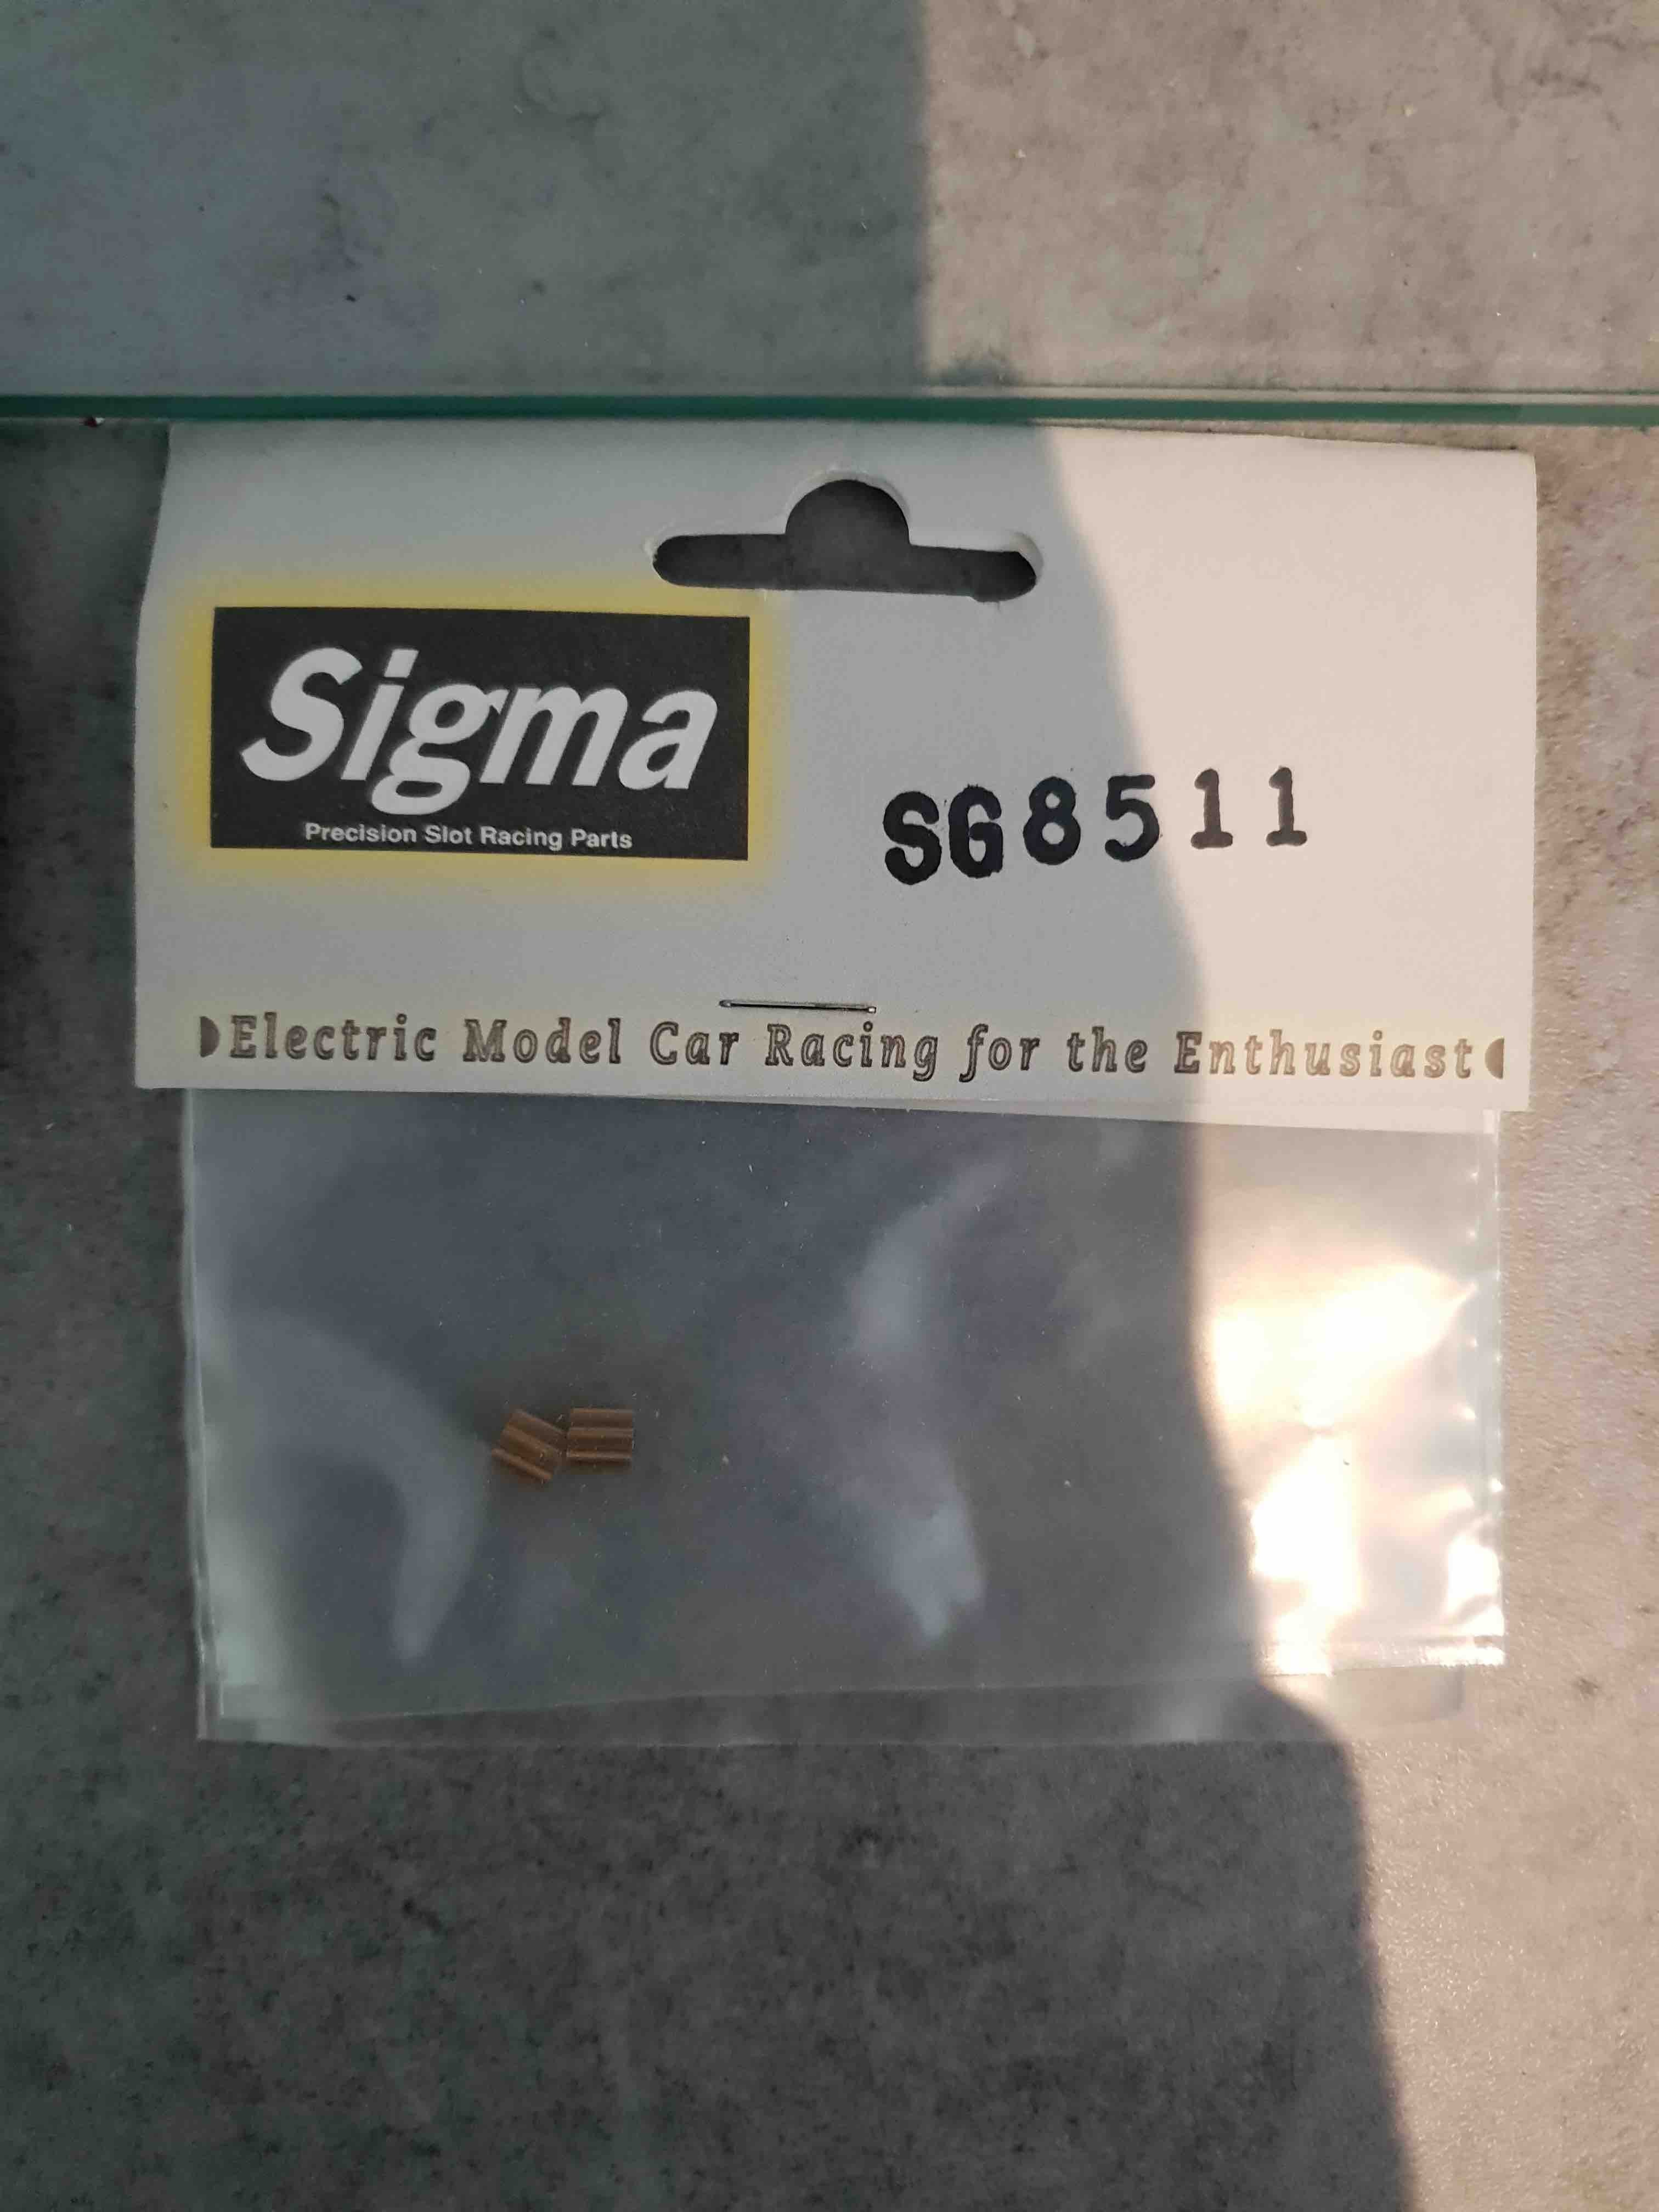 Sigma
Precision Slot Racing Parts
SG8511
Electric Model Car Racing for the Enthusiast